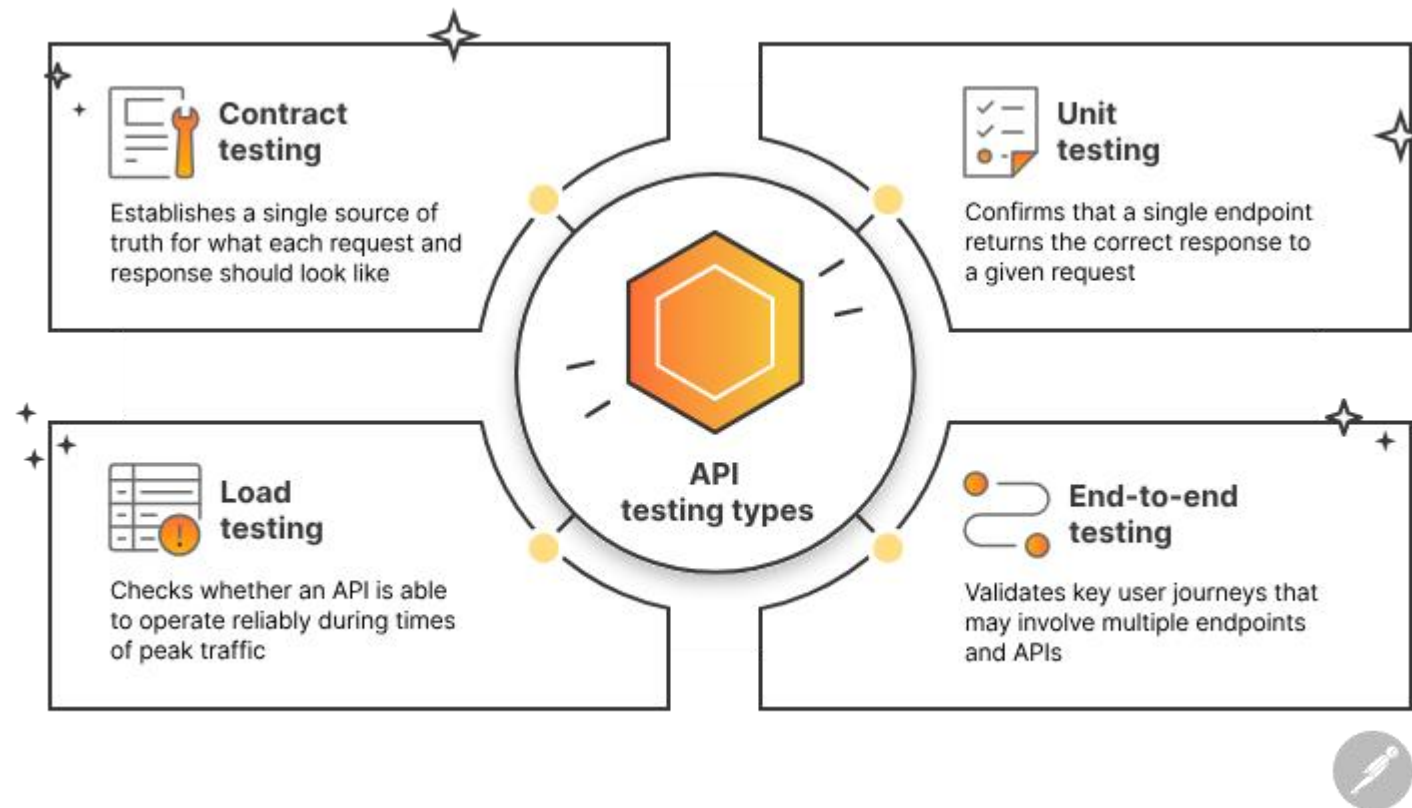 Contract
testing
Establishes a single source of
truth for what each request and
response should look like
Unit
testing
Confirms that a single endpoint
returns the correct response to
a given request
API
testing types
Load
testing
Checks whether an API is able
to operate reliably during times
of peak traffic
End-to-end
testing
Validates key user journeys that
may involve multiple endpoints
and APIs